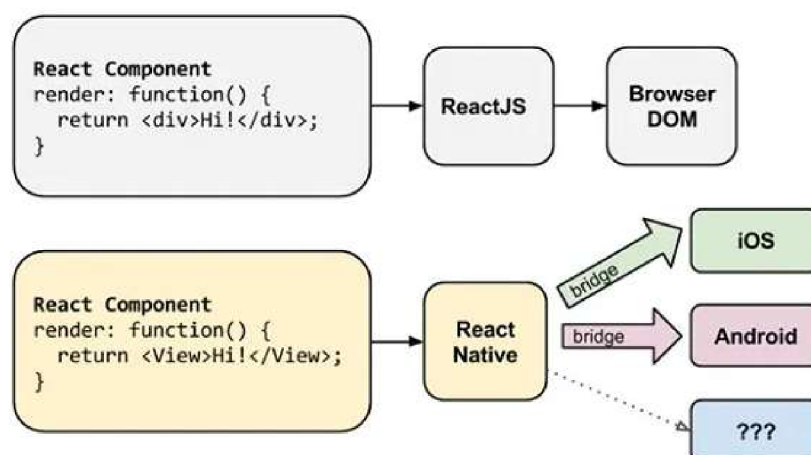 React Component
render: function() {
return <div>Hi!</div>;
}
ReactJS
Browser
DOM
React Component
render: function() {
return <View>Hi!</View>;
}
React
Native
bridge
iOS
bridge
Android
???